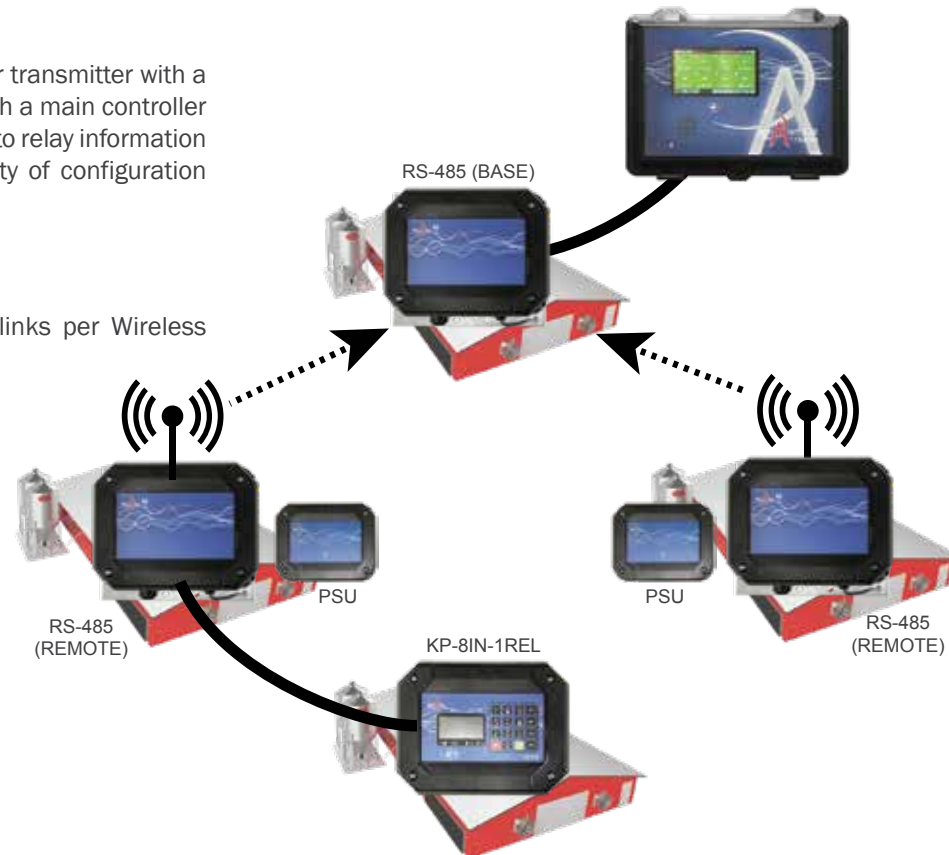 r transmitter with a
h a main controller
to relay information
ty of configuration
RS-485 (BASE)
links per Wireless
PSU
RS-485
(REMOTE)
PSU
RS-485
(REMOTE)
KP-8IN-1REL